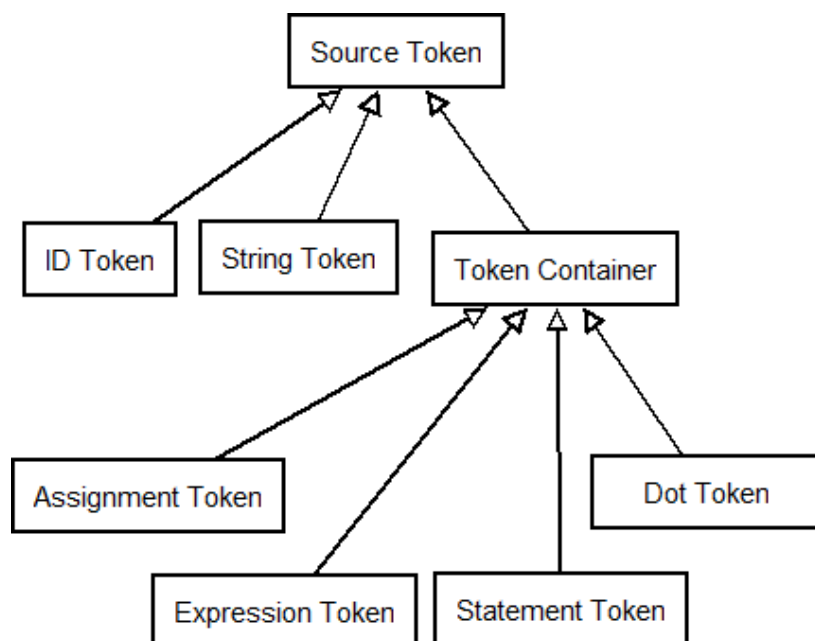 Source Token
ID Token
String Token
Token Container
Assignment Token
Dot Token
Expression Token
Statement Token